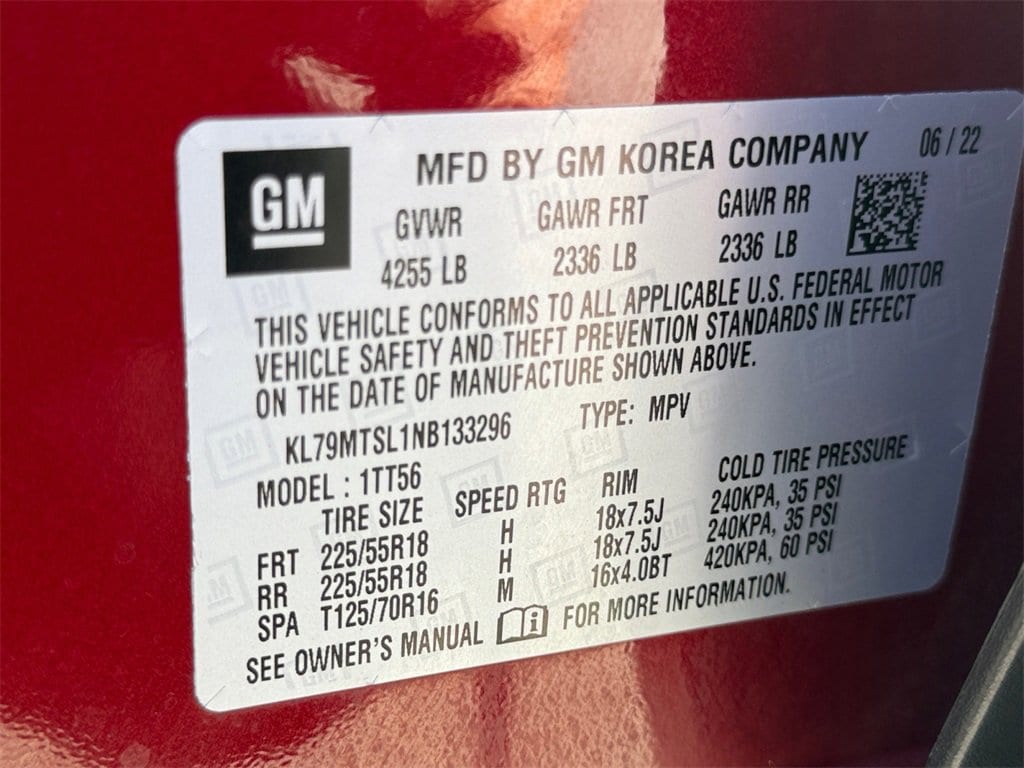 GM
MFD BY GM KOREA COMPANY 06 / 22
GVWR GAWR FRT GAWR RR
4255 LB 2336 LB 2336 LB
THIS VEHICLE CONFORMS TO ALL APPLICABLE U.S. FEDERAL MOTOR
VEHICLE SAFETY AND THEFT PREVENTION STANDARDS IN EFFECT
ON THE DATE OF MANUFACTURE SHOWN ABOVE.
KL79MTSL1NB133296 TYPE: MPV
MODEL : 1TT56
TIRE SIZE SPEED RTG RIM COLD TIRE PRESSURE
FRT 225/55R18 H 18x7.5J 240KPA, 35 PSI
RR 225/55R18 H 18x7.5J 240KPA, 35 PSI
SPA T125/70R16 M 16x4.0BT 420KPA, 60 PSI
SEE OWNER'S MANUAL FOR MORE INFORMATION.